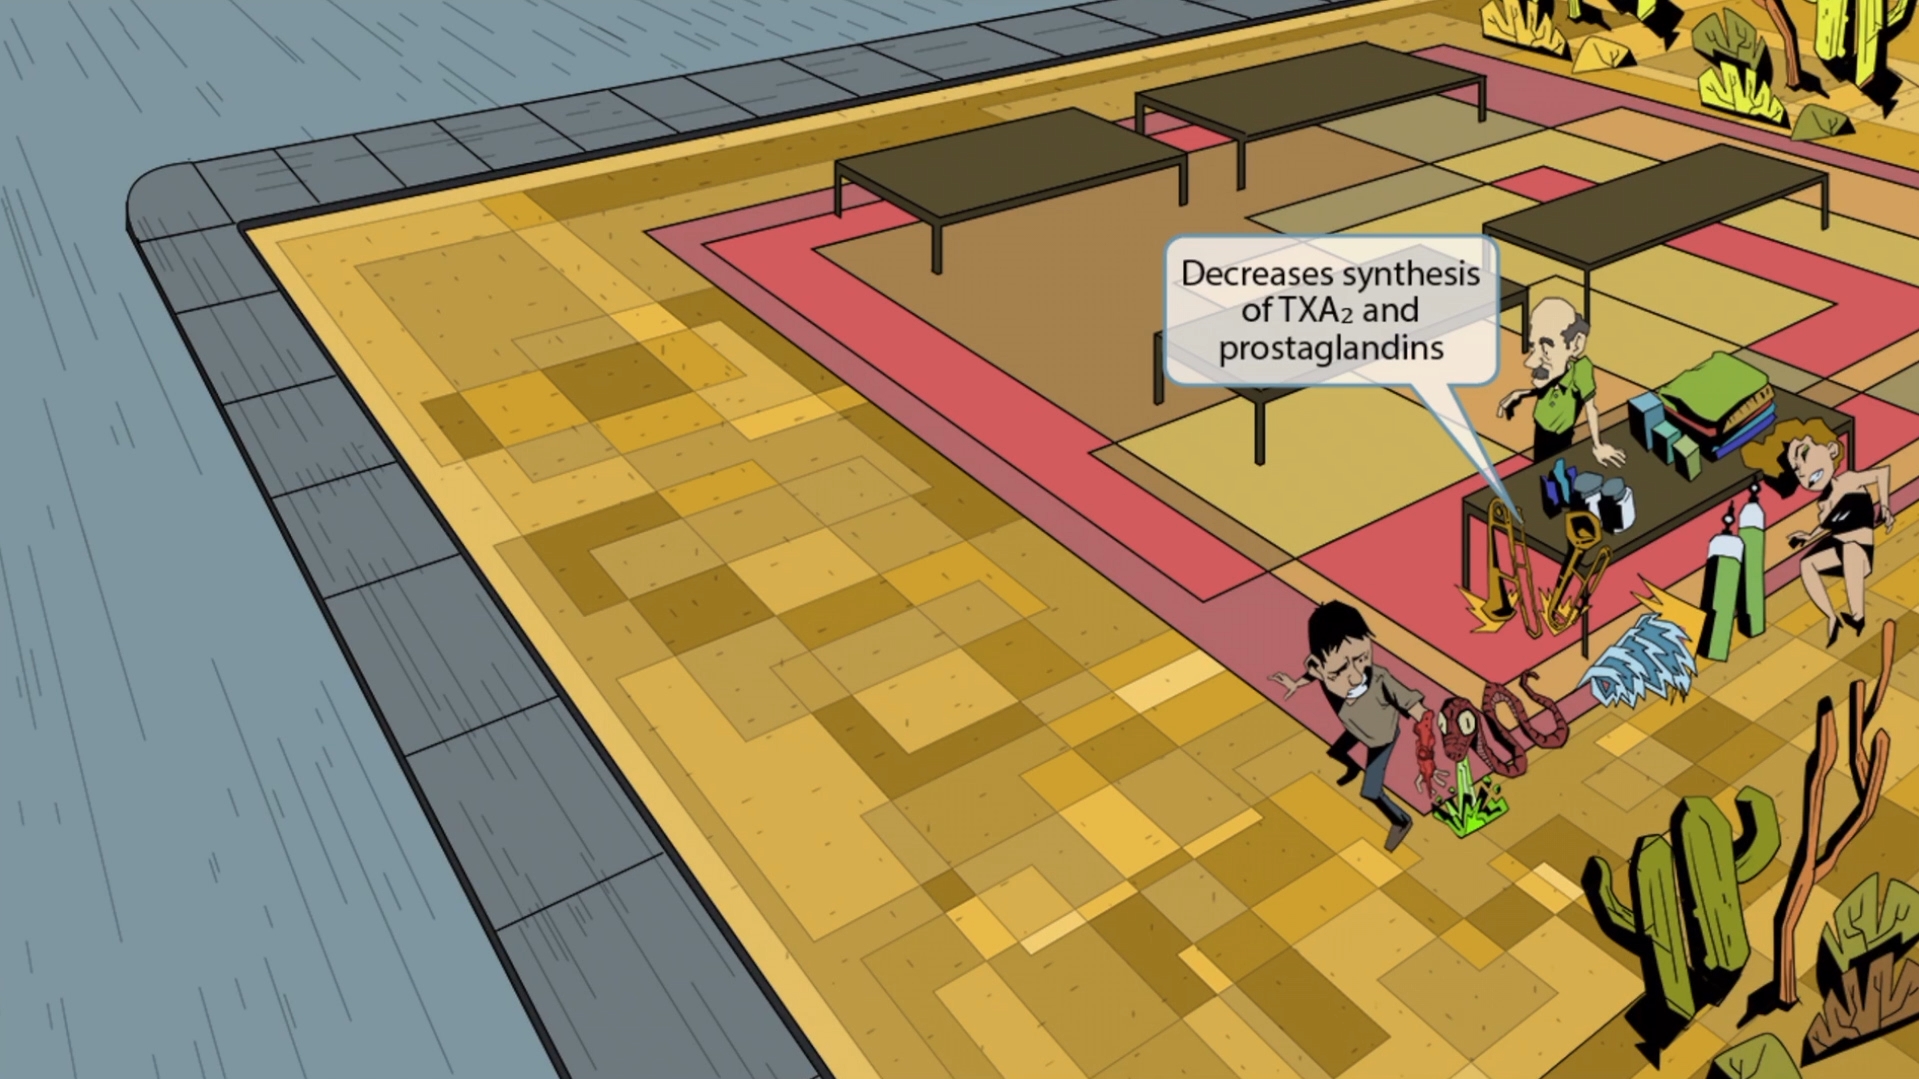 Decreases synthesis
of TXA₂ and
prostaglandins